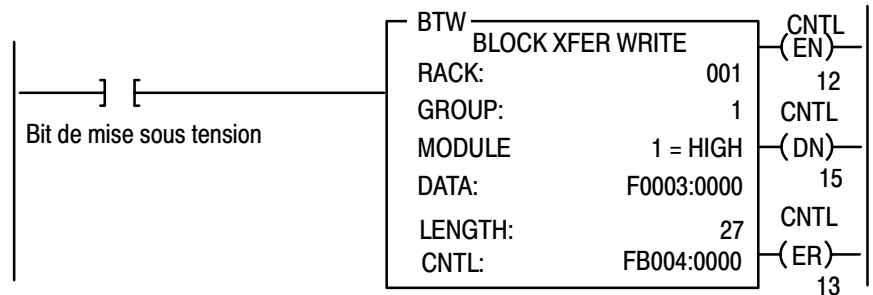 BTW
BLOCK XFER WRITE
CNTL
(EN)
12
RACK: 001
GROUP: 1
CNTL
Bit de mise sous tension
MODULE 1 = HIGH
(DN)
15
DATA: F0003:0000
CNTL
LENGTH: 27
(ER)
CNTL: FB004:0000
13